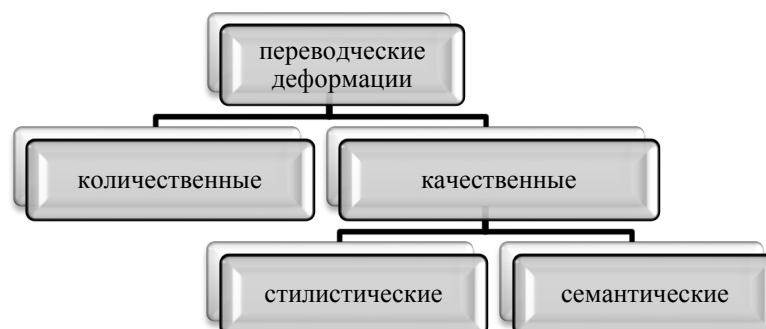 переводческие
деформации
количественные
качественные
стилистические
семантические